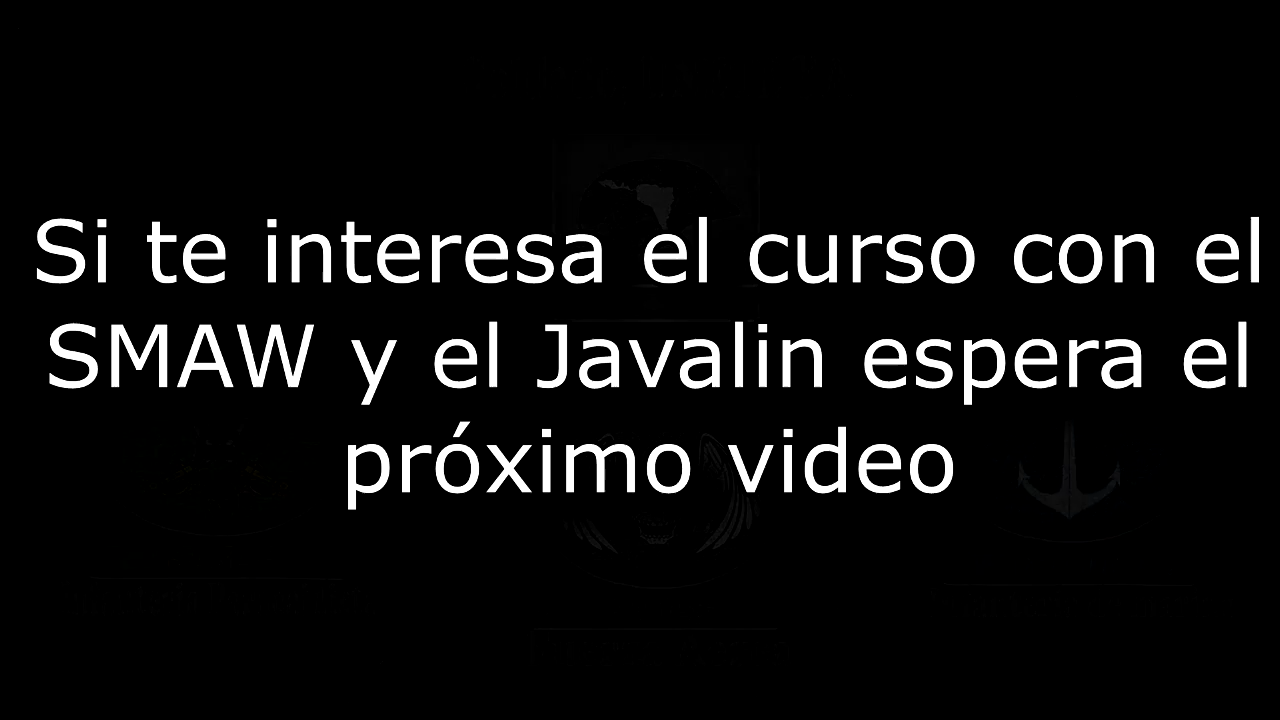 Si te interesa el curso con el
SMAW y el Javalin espera el
próximo video